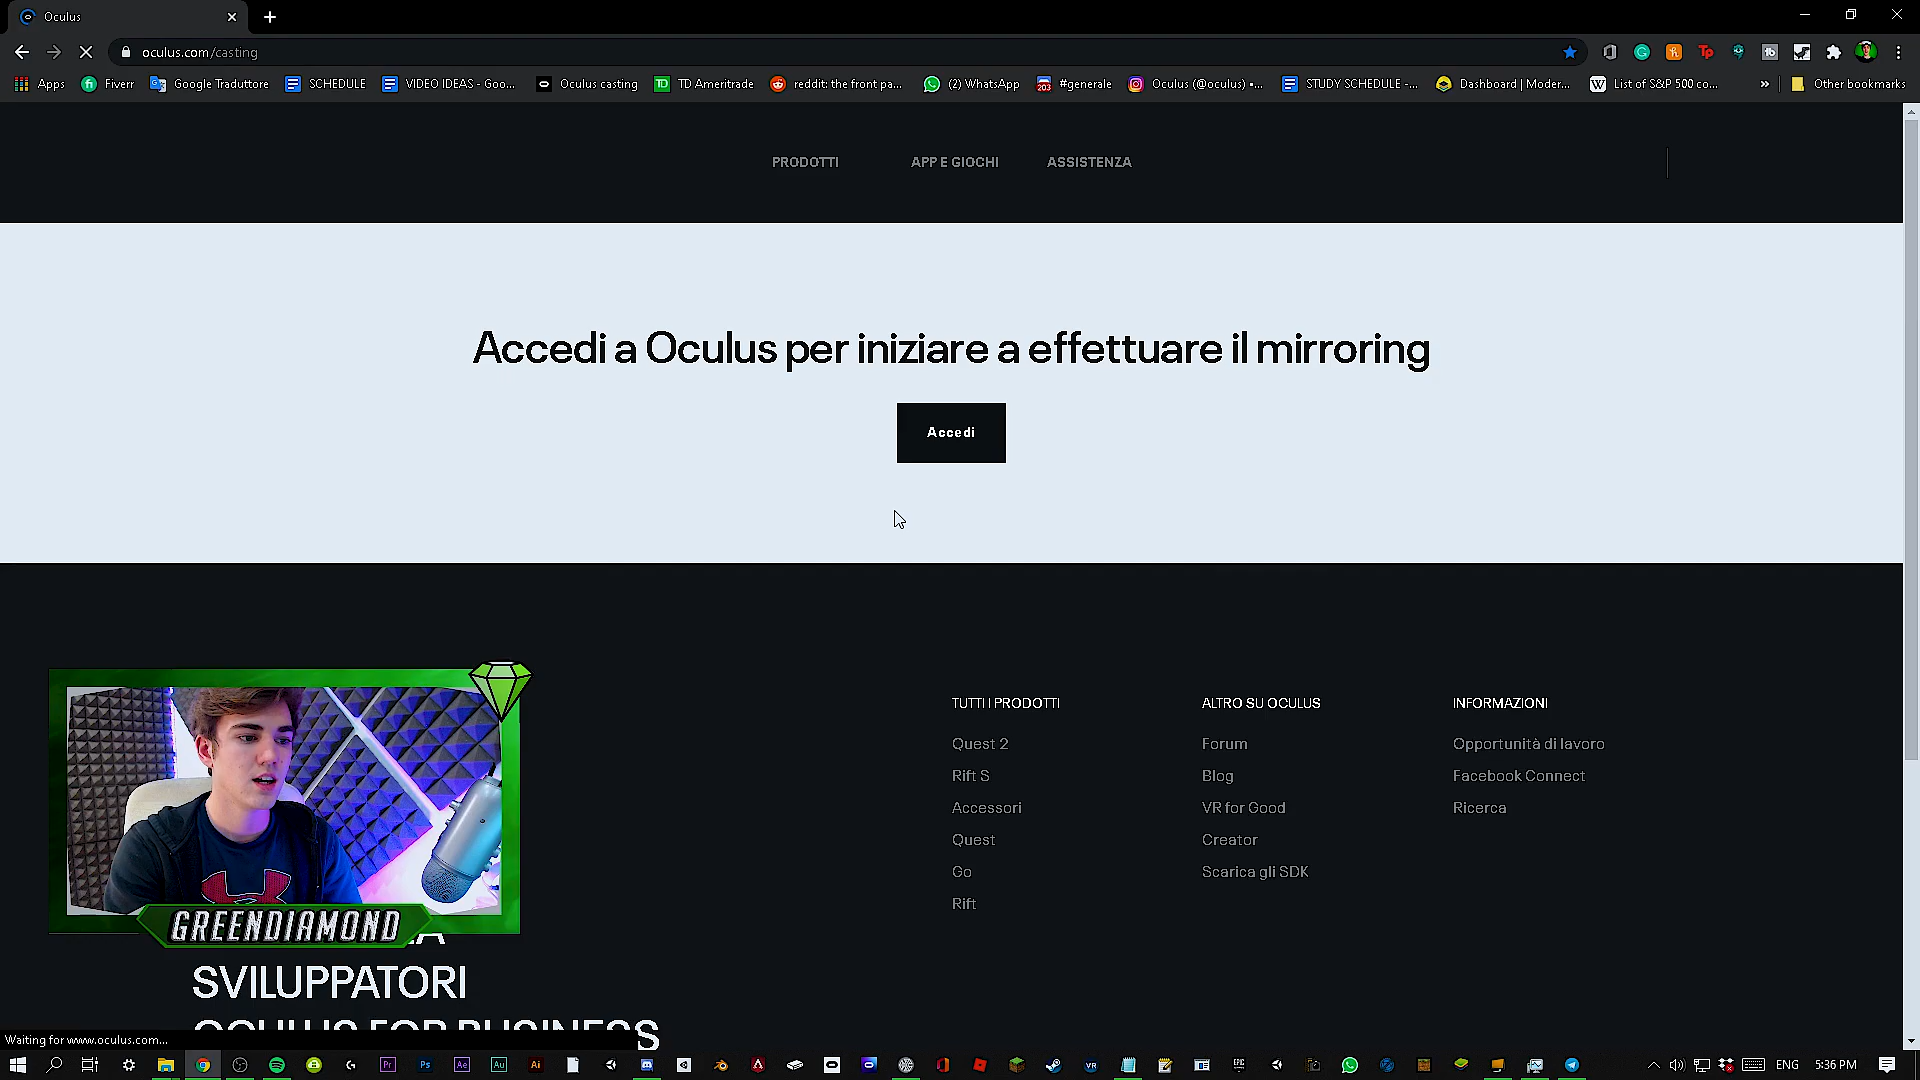 Oculus
oculus.com/casting
Apps
Fiverr
Google Traduttore
SCHEDULE
VIDEO IDEAS - Goo...
Oculus casting
TD Ameritrade
reddit: the front pa...
(2) WhatsApp
#generale
Oculus (@oculus) •...
STUDY SCHEDULE -...
Dashboard | Moder...
List of S&P 500 co...
»
Other bookmarks
PRODOTTI
APP E GIOCHI
ASSISTENZA
Accedi a Oculus per iniziare a effettuare il mirroring
Accedi
TUTTI I PRODOTTI
Quest 2
Rift S
Accessori
Quest
Go
Rift
ALTRO SU OCULUS
Forum
Blog
VR for Good
Creator
Scarica gli SDK
INFORMAZIONI
Opportunità di lavoro
Facebook Connect
Ricerca
GREENDIAMOND
SVILUPPATORI
OCULUS FOR BUSINESS
Waiting for www.oculus.com...
ENG
5:36 PM